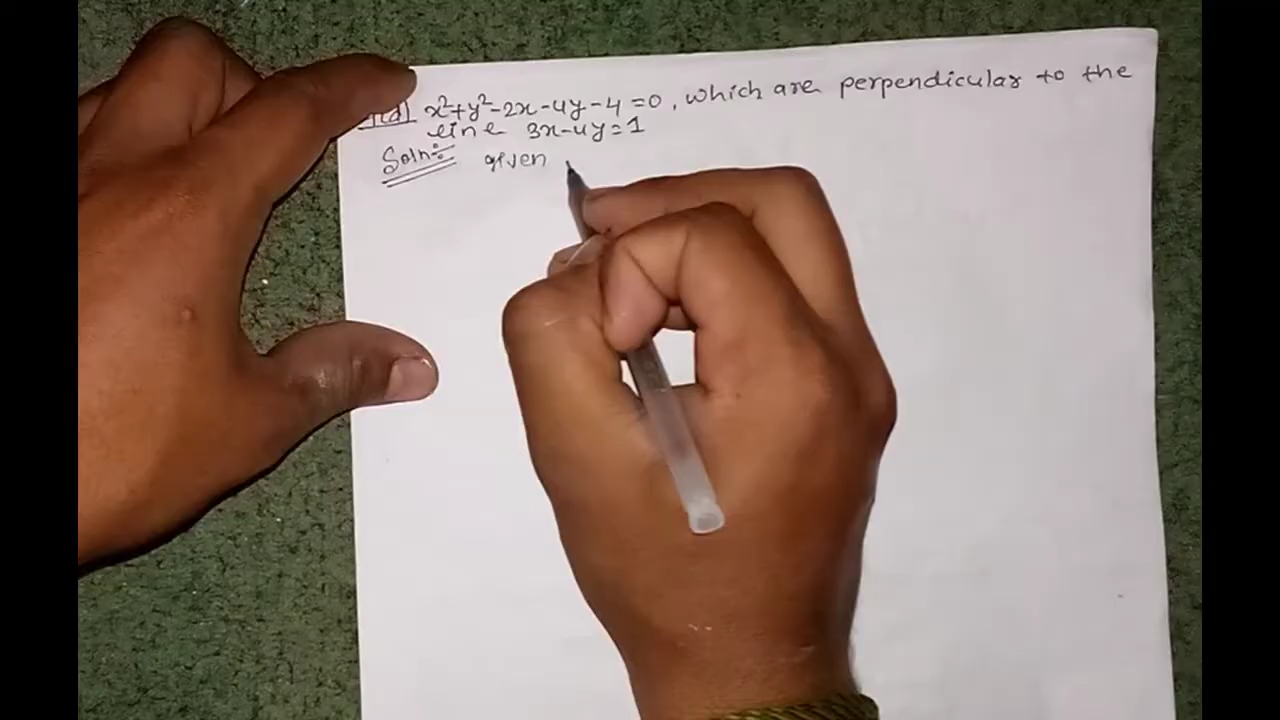 x²+y²-2x-4y-4=0, which are perpendicular to the
line 3x-4y=1
Soln:- given